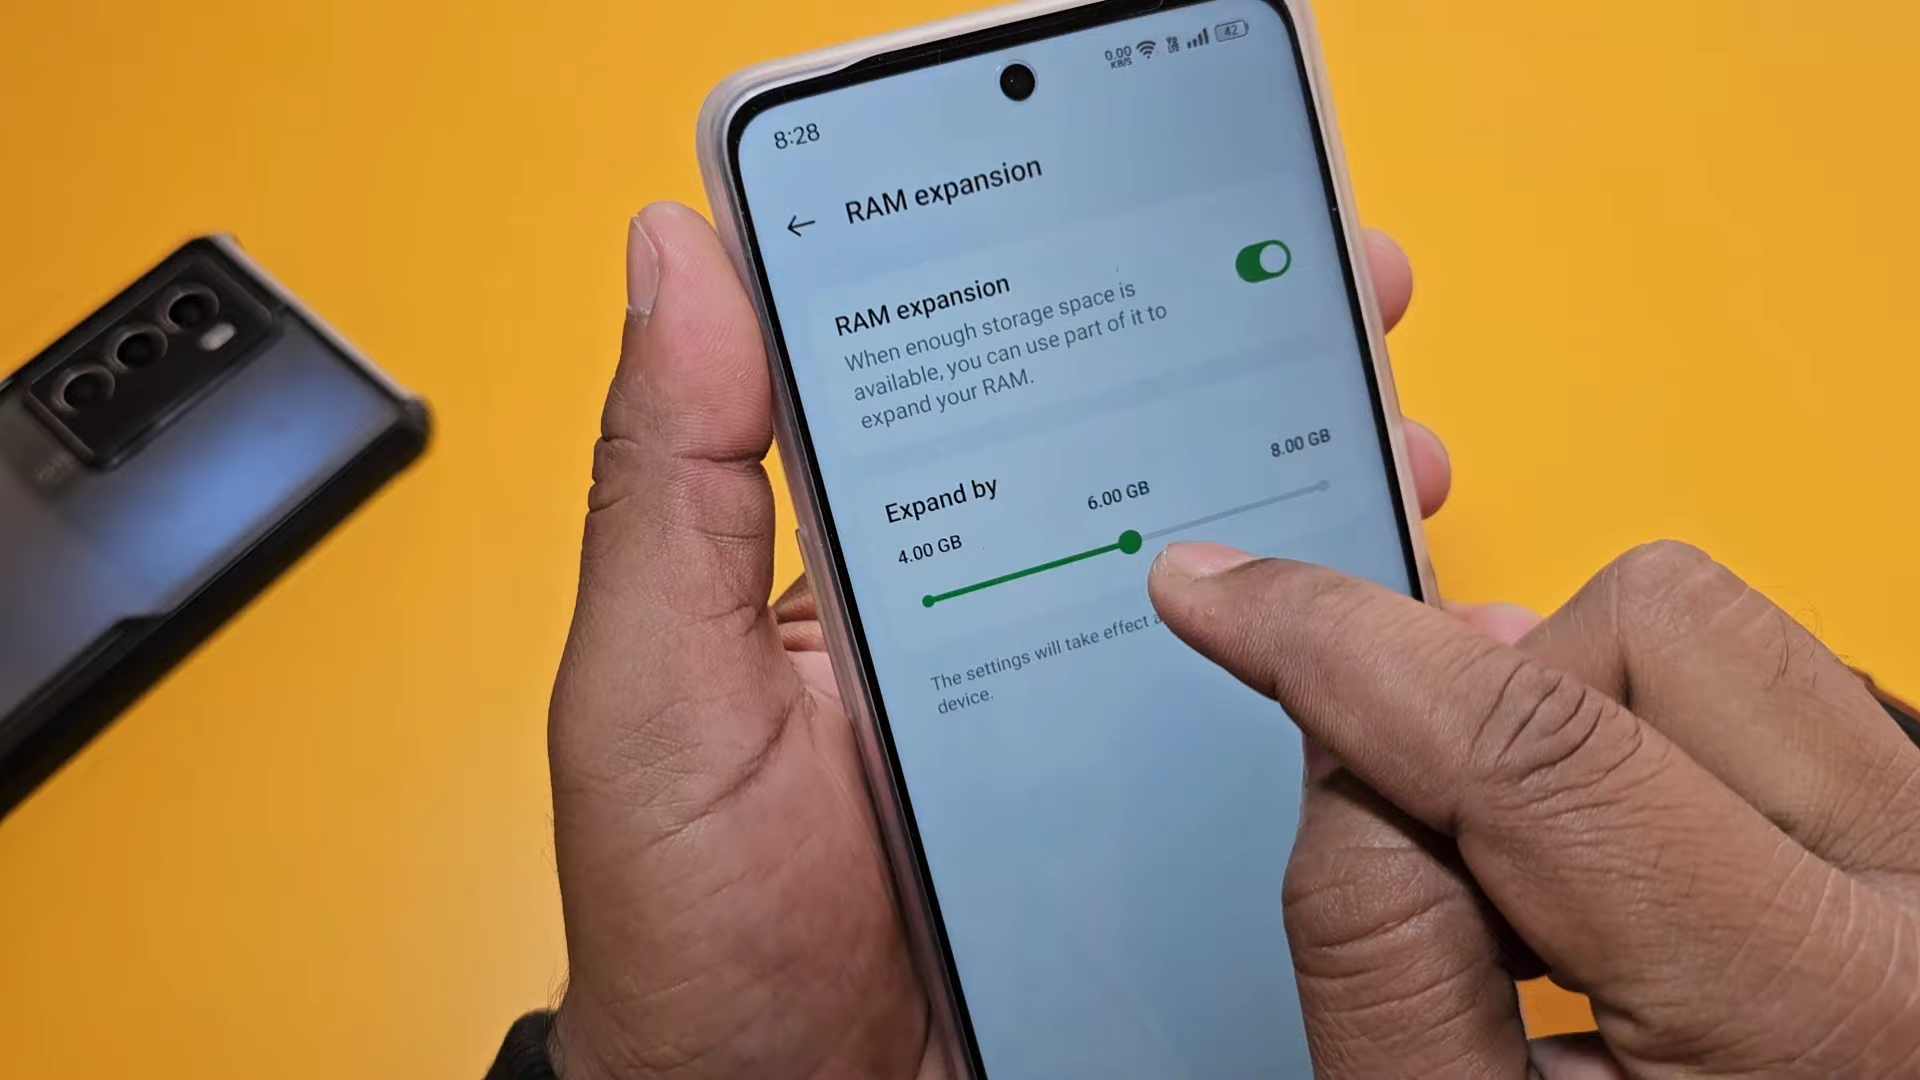 0.00
KB/S
Vo
LTE
42
8:28
RAM expansion
RAM expansion
When enough storage space is
available, you can use part of it to
expand your RAM.
8.00 GB
Expand by
6.00 GB
4.00 GB
The settings will take effect
device.